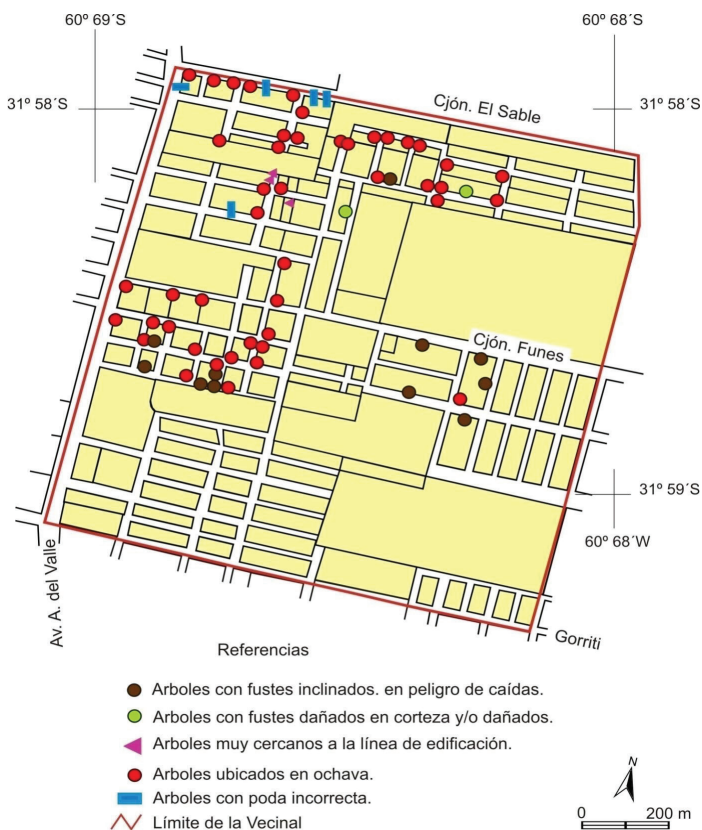 60º 69´S
60º 68´S
31º 58´S
31º 58´S
Cjón. El Sable
Cjón. Funes
31º 59´S
60º 68´W
Av. A. del Valle
Gorriti
Referencias
Arboles con fustes inclinados. en peligro de caídas.
Arboles con fustes dañados en corteza y/o dañados.
Arboles muy cercanos a la línea de edificación.
Arboles ubicados en ochava.
Arboles con poda incorrecta.
Límite de la Vecinal
N
0 200 m